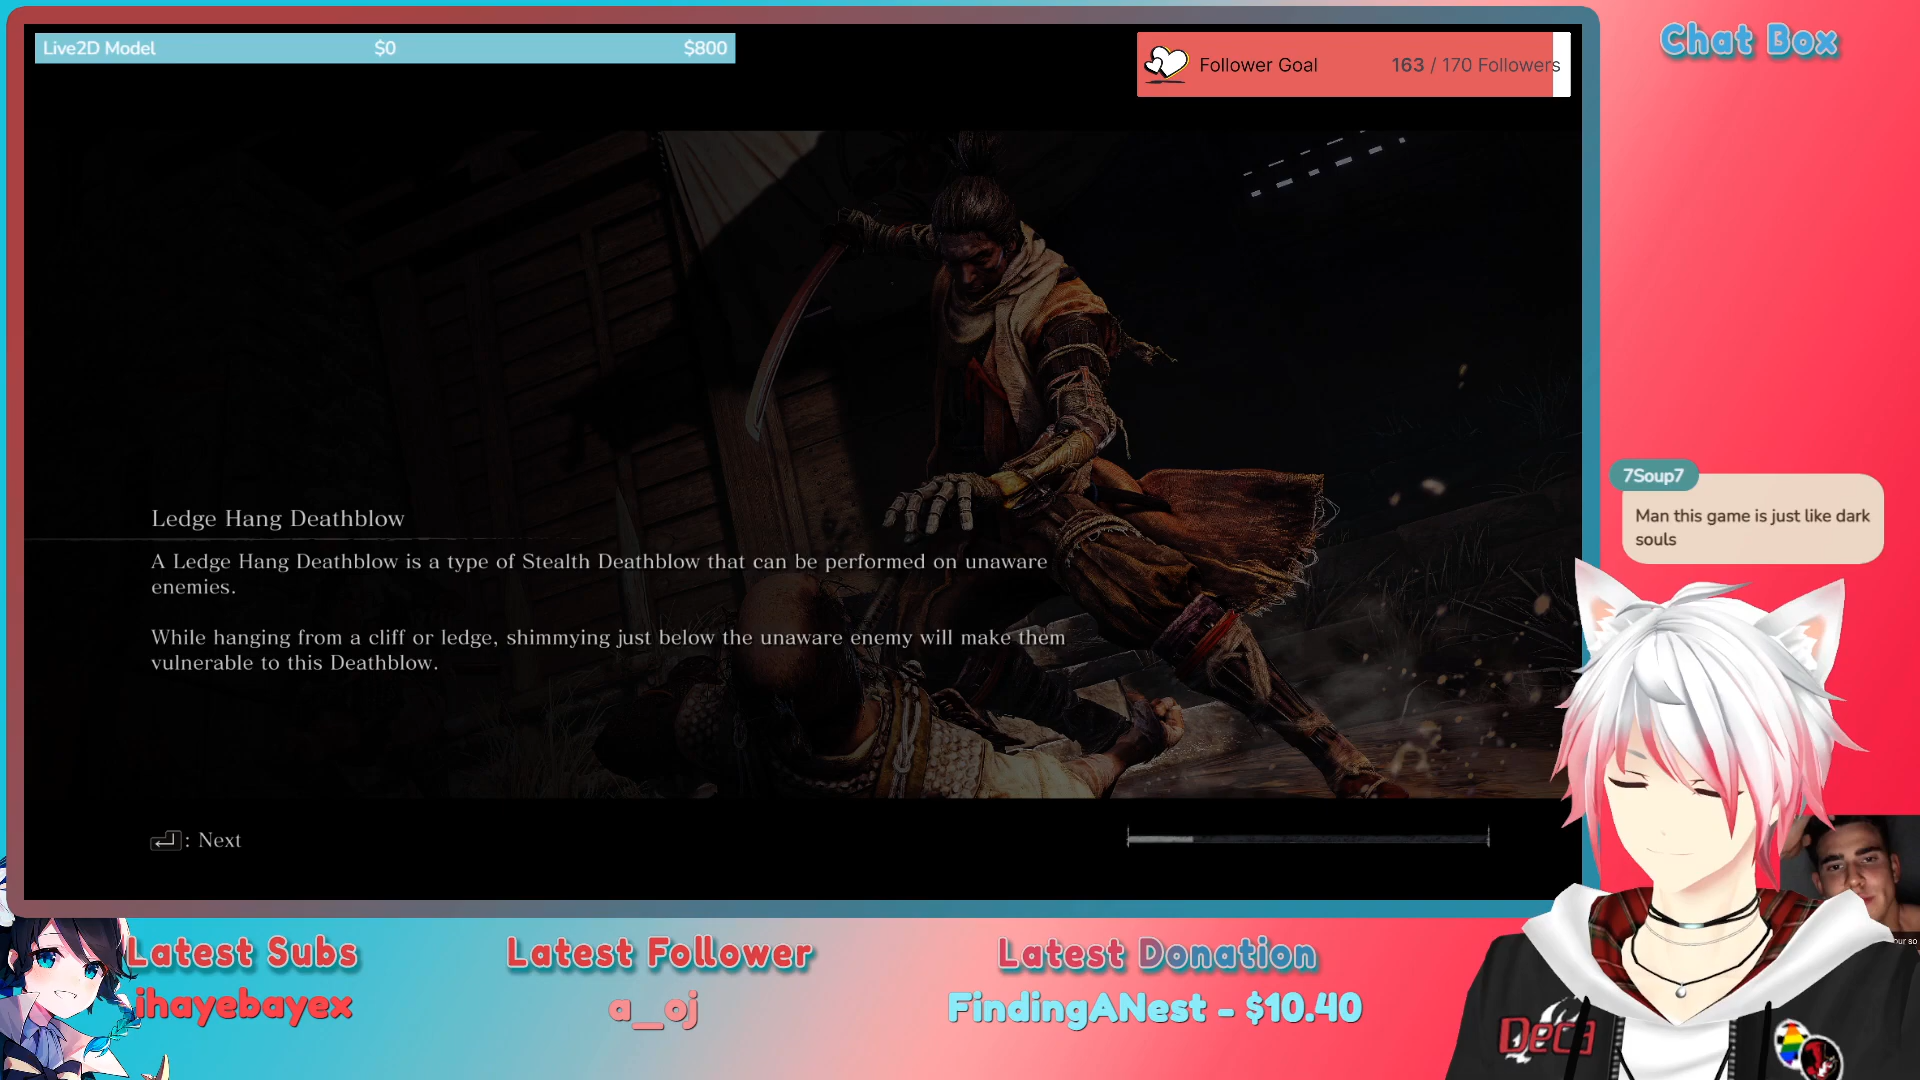 Live2D Model $0 $800
Follower Goal 163 / 170 Followers
Chat Box
7Soup7
Man this game is just like dark
souls
Ledge Hang Deathblow
A Ledge Hang Deathblow is a type of Stealth Deathblow that can be performed on unaware
enemies.
While hanging from a cliff or ledge, shimmying just below the unaware enemy will make them
vulnerable to this Deathblow.
: Next
Latest Subs
ihayebayex
Latest Follower
a__oj
Latest Donation
FindingANest - $10.40
Deca